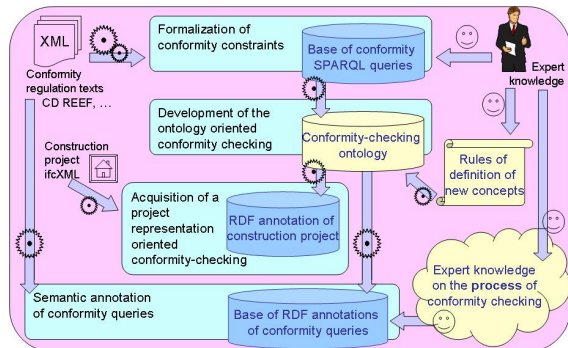 XML
Formalization of
conformity constraints
Base of conformity
SPARQL queries
Expert
knowledge
Conformity
regulation texts
CD REEF, ...
Development of the
ontology oriented
conformity checking
Conformity-checking
ontology
Rules of
definition of
new concepts
Construction
project
ifcXML
Acquisition of a
project
representation
oriented
conformity-checking
RDF annotation of
construction project
Expert knowledge
on the process of
conformity checking
Semantic annotation
of conformity queries
Base of RDF annotations
of conformity queries